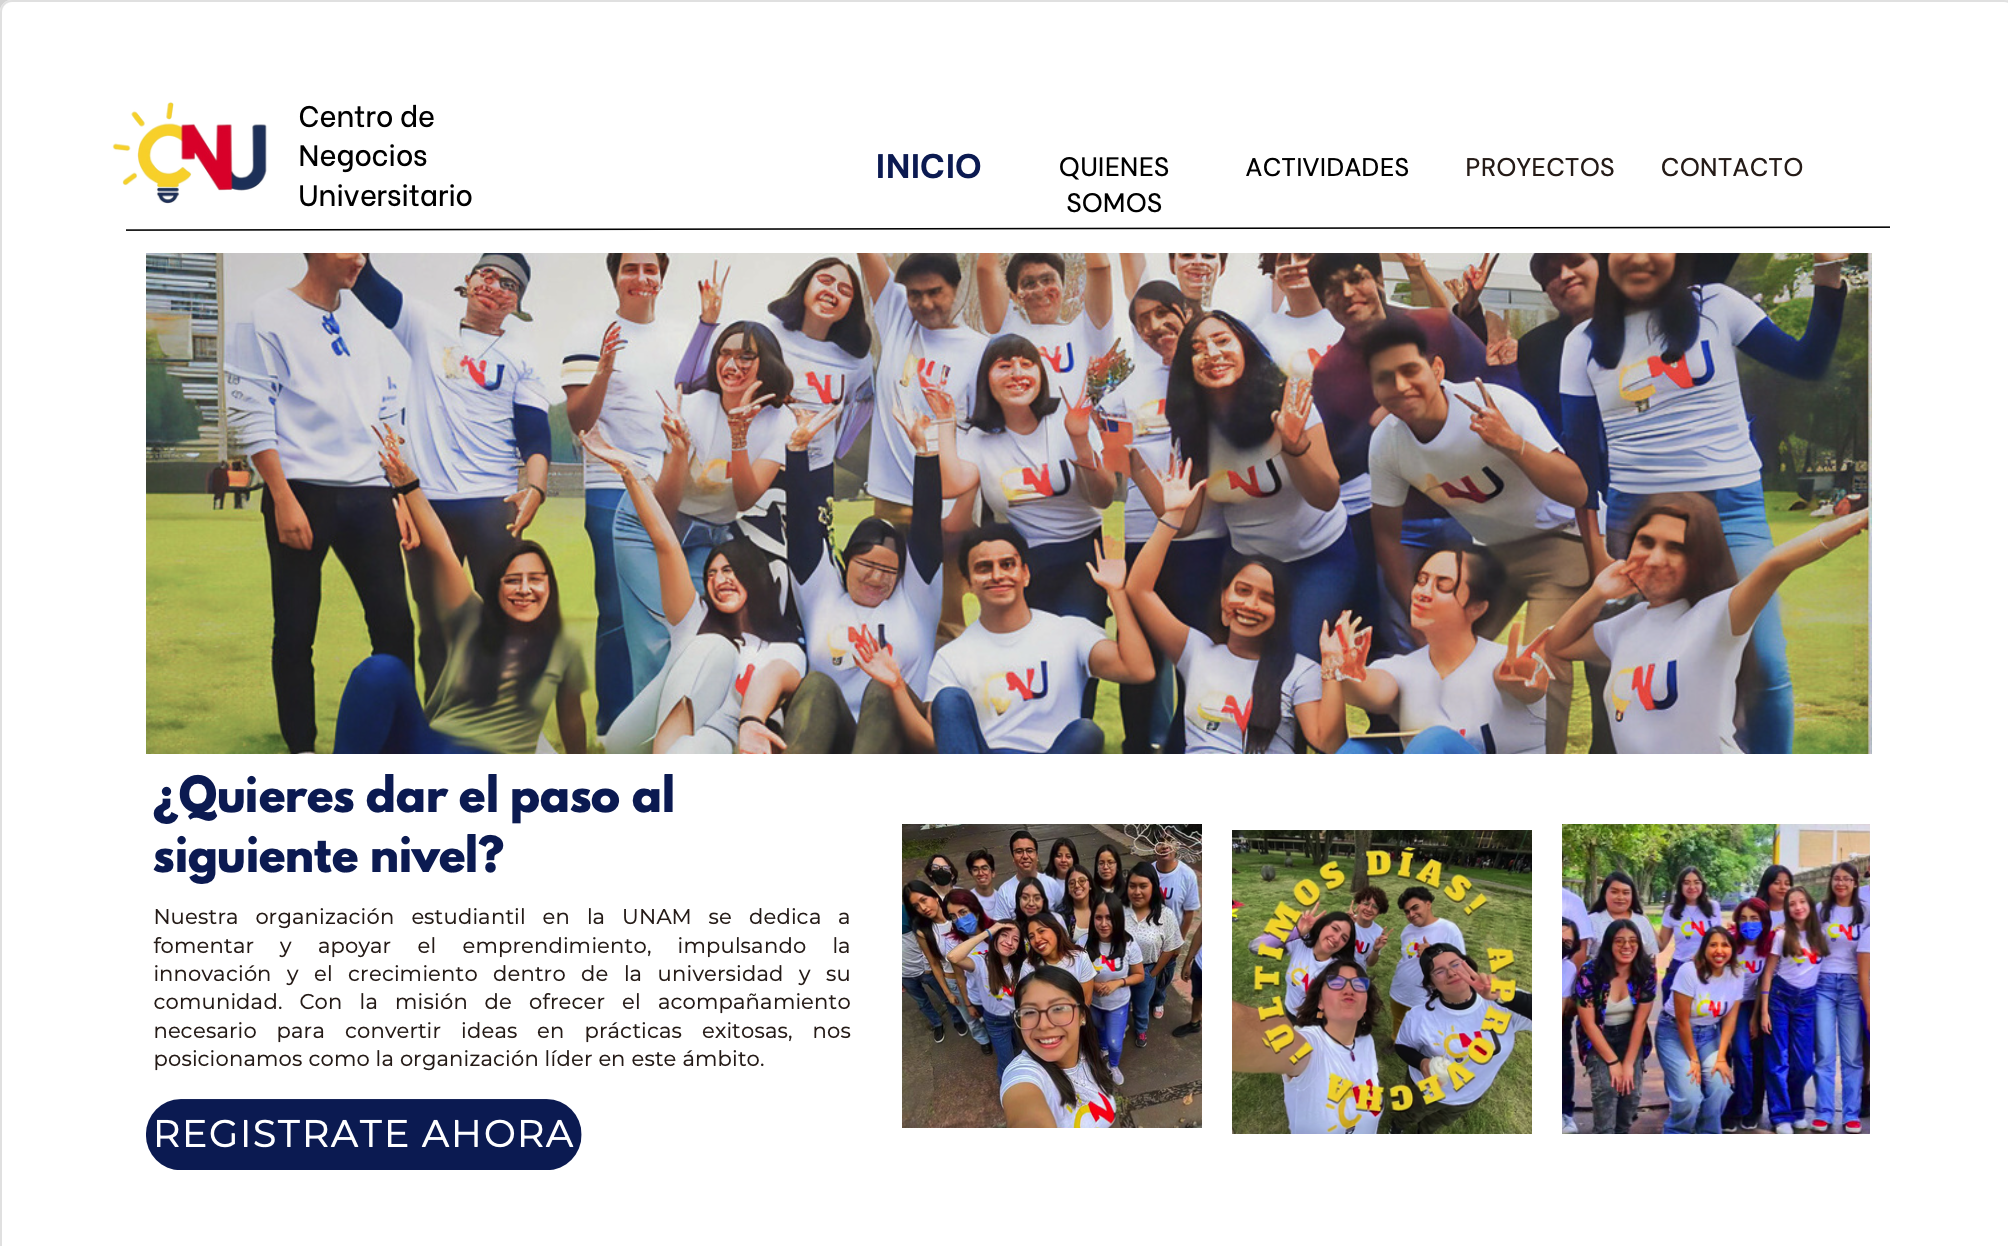 CNU
Centro de
Negocios
Universitario
INICIO
QUIENES
SOMOS
ACTIVIDADES
PROYECTOS
CONTACTO
¿Quieres dar el paso al
siguiente nivel?
Nuestra organización estudiantil en la UNAM se dedica a
fomentar y apoyar el emprendimiento, impulsando la
innovación y el crecimiento dentro de la universidad y su
comunidad. Con la misión de ofrecer el acompañamiento
necesario para convertir ideas en prácticas exitosas, nos
posicionamos como la organización líder en este ámbito.
REGISTRATE AHORA
¡ÚLTIMOS DÍAS! APROVECHA